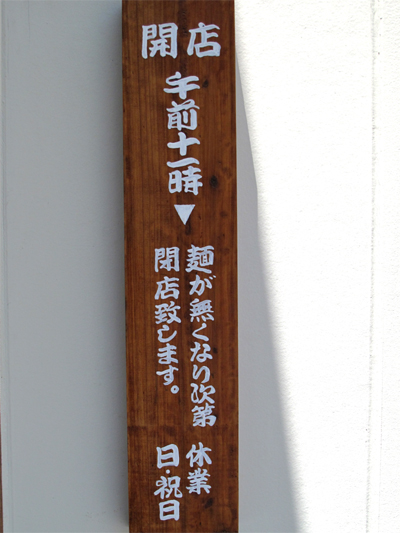 開店
午前十一時
▼
麺が無くなり次第
閉店致します。
休業
日・祝日